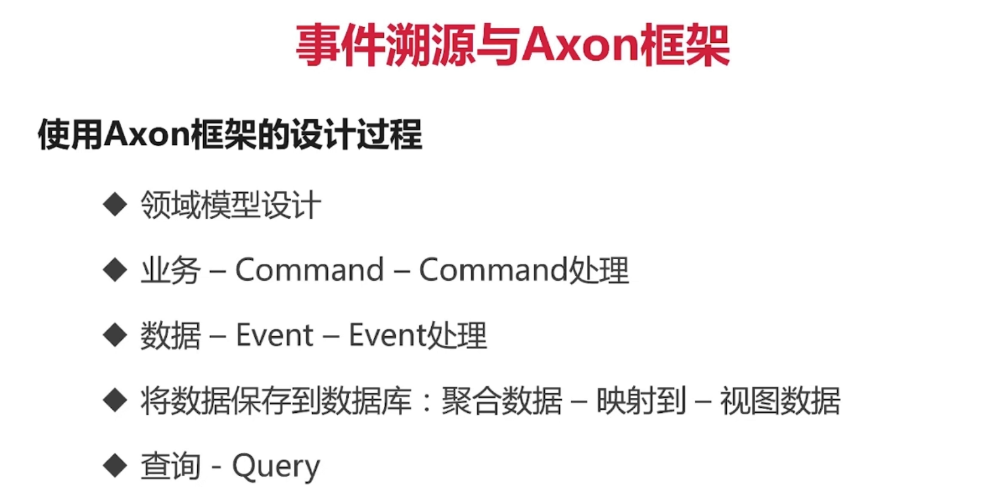 事件溯源与Axon框架
使用Axon框架的设计过程
◆ 领域模型设计
◆ 业务 – Command – Command处理
◆ 数据 – Event – Event处理
◆ 将数据保存到数据库：聚合数据 – 映射到 – 视图数据
◆ 查询 - Query